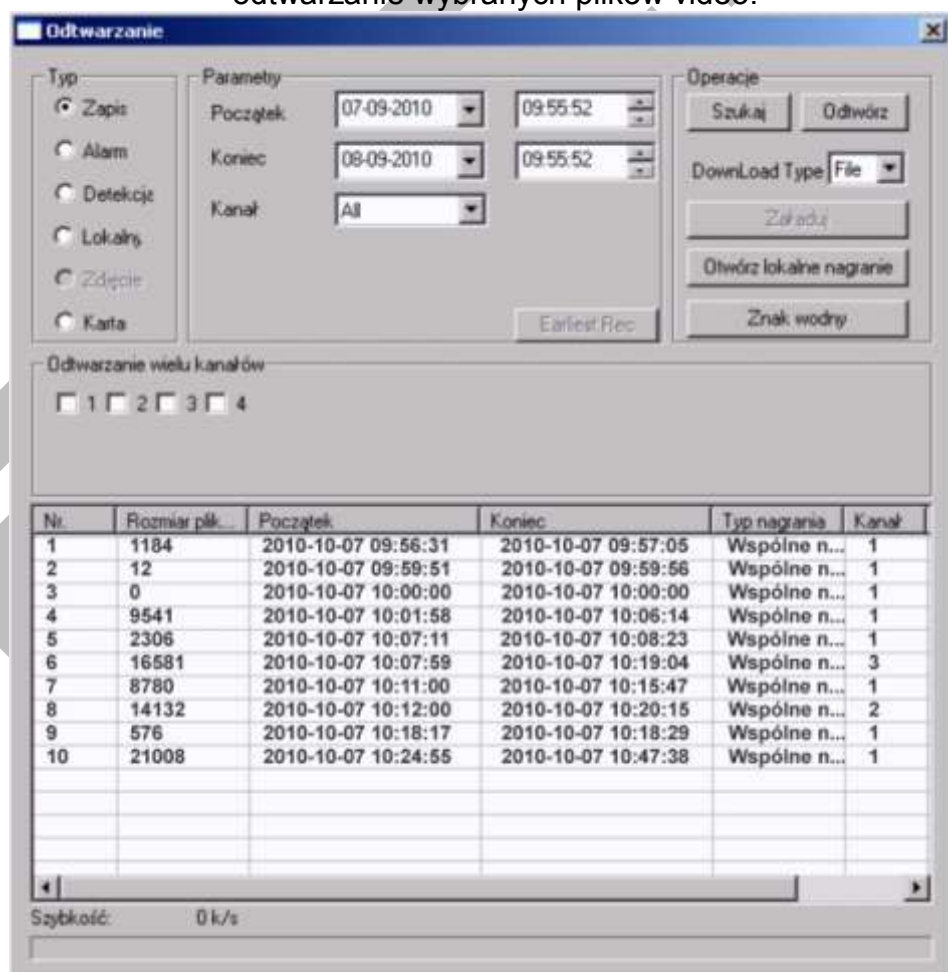 odtwarzanie wybranych plików video.
Odtwarzanie
Typ
Zapis
Alarm
Detekcja
Lokalny
Zdjęcie
Karta
Parametry
Początek 07-09-2010 09:55:52
Koniec 08-09-2010 09:55:52
Kanał All
Earliest Rec
Operacje
Szukaj Odtwórz
DownLoad Type File
Załaduj
Otwórz lokalne nagranie
Znak wodny
Odtwarzanie wielu kanałów
1 2 3 4
Nr. Rozmiar plik... Początek Koniec Typ nagrania Kanał
1 1184 2010-10-07 09:56:31 2010-10-07 09:57:05 Wspólne n... 1
2 12 2010-10-07 09:59:51 2010-10-07 09:59:56 Wspólne n... 1
3 0 2010-10-07 10:00:00 2010-10-07 10:00:00 Wspólne n... 1
4 9541 2010-10-07 10:01:58 2010-10-07 10:06:14 Wspólne n... 1
5 2306 2010-10-07 10:07:11 2010-10-07 10:08:23 Wspólne n... 1
6 16581 2010-10-07 10:07:59 2010-10-07 10:19:04 Wspólne n... 3
7 8780 2010-10-07 10:11:00 2010-10-07 10:15:47 Wspólne n... 1
8 14132 2010-10-07 10:12:00 2010-10-07 10:20:15 Wspólne n... 2
9 576 2010-10-07 10:18:17 2010-10-07 10:18:29 Wspólne n... 1
10 21008 2010-10-07 10:24:55 2010-10-07 10:47:38 Wspólne n... 1
Szybkość: 0 k/s